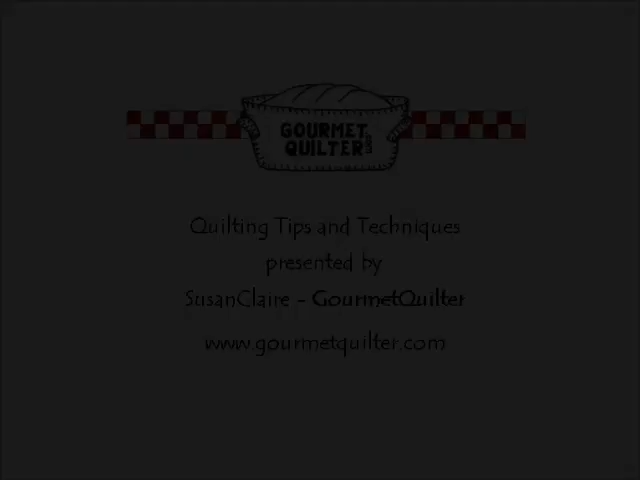 GOURMET
QUILTER
Quilting Tips and Techniques
presented by
SusanClaire - GourmetQuilter
www.gourmetquilter.com